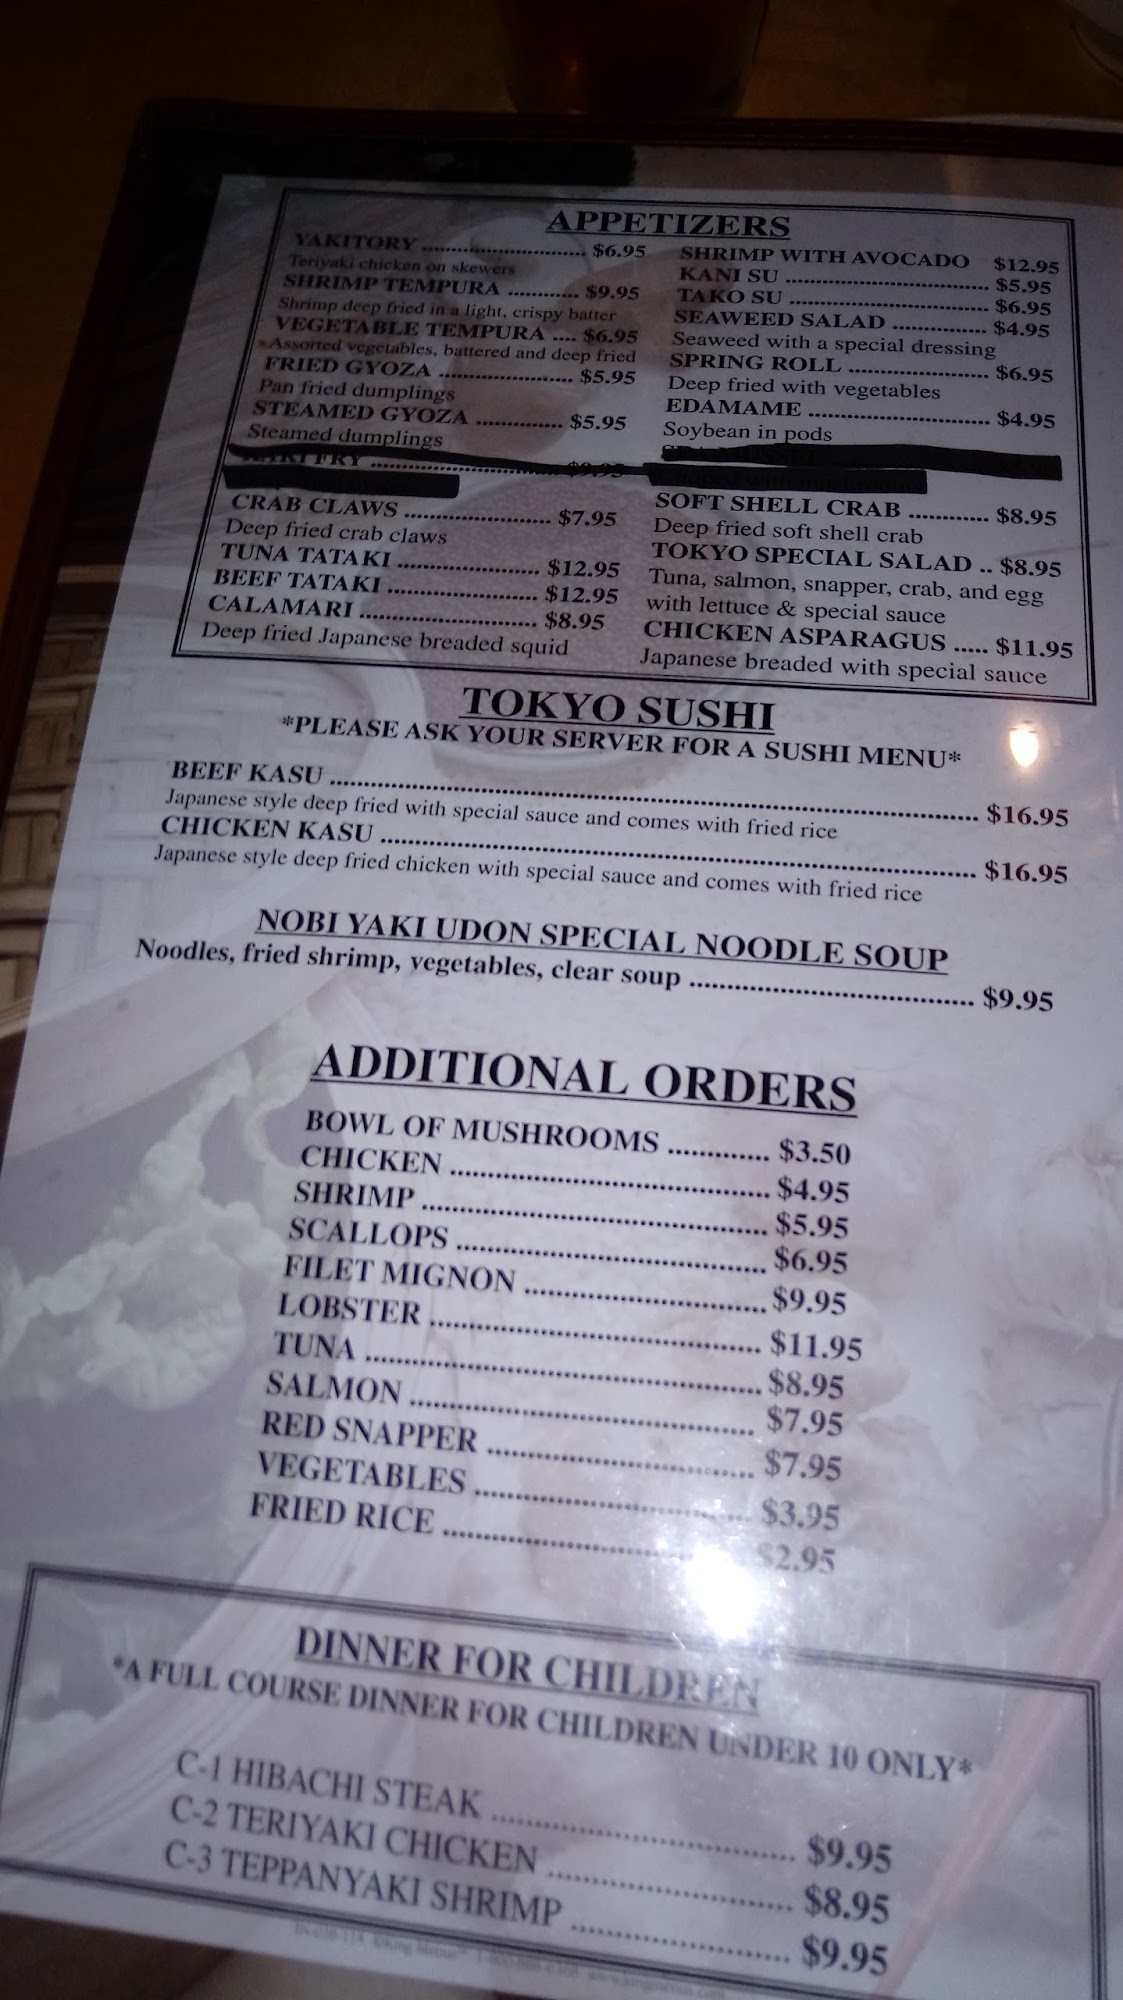 APPETIZERS
YAKITORY ........................ $6.95
Teriyaki chicken on skewers
SHRIMP TEMPURA ............ $9.95
Shrimp deep fried in a light, crispy batter
VEGETABLE TEMPURA .... $6.95
Assorted vegetables, battered and deep fried
FRIED GYOZA ....................... $5.95
Pan fried dumplings
STEAMED GYOZA .............. $5.95
Steamed dumplings
FRY ................................ $9.95
CRAB CLAWS ........................ $7.95
Deep fried crab claws
TUNA TATAKI ....................... $12.95
BEEF TATAKI ........................ $12.95
CALAMARI ............................ $8.95
Deep fried Japanese breaded squid
SHRIMP WITH AVOCADO $12.95
KANI SU ................................. $5.95
TAKO SU ................................ $6.95
SEAWEED SALAD ............... $4.95
Seaweed with a special dressing
SPRING ROLL ....................... $6.95
Deep fried with vegetables
EDAMAME ............................. $4.95
Soybean in pods
SOFT SHELL CRAB ............ $8.95
Deep fried soft shell crab
TOKYO SPECIAL SALAD .. $8.95
Tuna, salmon, snapper, crab, and egg
with lettuce & special sauce
CHICKEN ASPARAGUS ..... $11.95
Japanese breaded with special sauce
TOKYO SUSHI
*PLEASE ASK YOUR SERVER FOR A SUSHI MENU*
BEEF KASU ................................................................................ $16.95
Japanese style deep fried with special sauce and comes with fried rice
CHICKEN KASU ........................................................................ $16.95
Japanese style deep fried chicken with special sauce and comes with fried rice
NOBI YAKI UDON SPECIAL NOODLE SOUP
Noodles, fried shrimp, vegetables, clear soup ..................................... $9.95
ADDITIONAL ORDERS
BOWL OF MUSHROOMS ............. $3.50
CHICKEN ......................................... $4.95
SHRIMP ............................................ $5.95
SCALLOPS ....................................... $6.95
FILET MIGNON .............................. $9.95
LOBSTER ......................................... $11.95
TUNA ................................................. $8.95
SALMON ........................................... $7.95
RED SNAPPER ................................. $7.95
VEGETABLES ................................... $3.95
FRIED RICE ...................................... $2.95
DINNER FOR CHILDREN
*A FULL COURSE DINNER FOR CHILDREN UNDER 10 ONLY*
C-1 HIBACHI STEAK .................................. $9.95
C-2 TERIYAKI CHICKEN ........................... $8.95
C-3 TEPPANYAKI SHRIMP ........................ $9.95